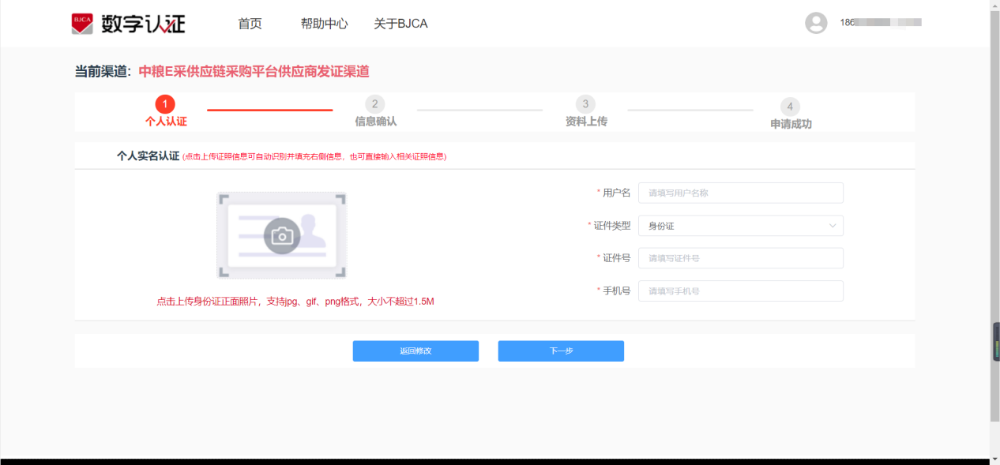 BJCA 数字认证 首页 帮助中心 关于BJCA 186
当前渠道：中粮E采供应链采购平台供应商发证渠道
1 2 3 4
个人认证 信息确认 资料上传 申请成功
个人实名认证 (点击上传证照信息可自动识别并填充右侧信息，也可直接输入相关证照信息)
* 用户名 请填写用户名称
* 证件类型 身份证
* 证件号 请填写证件号
* 手机号 请填写手机号
点击上传身份证正面照片，支持jpg、gif、png格式，大小不超过1.5M
返回修改 下一步